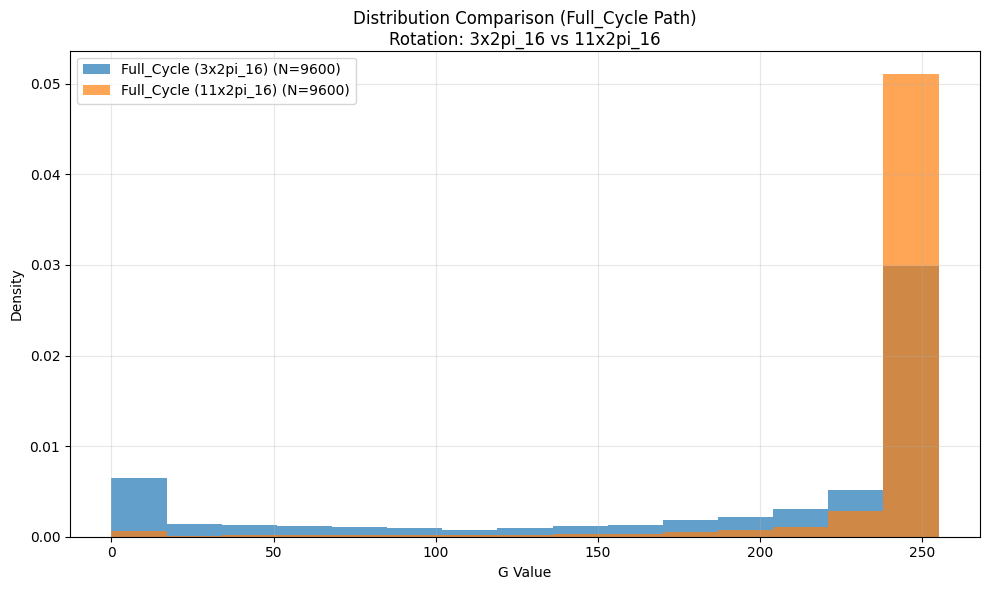 Distribution Comparison (Full_Cycle Path)
Rotation: 3x2pi_16 vs 11x2pi_16
Full_Cycle (3x2pi_16) (N=9600)
Full_Cycle (11x2pi_16) (N=9600)
Density
0.05
0.04
0.03
0.02
0.01
0.00
0 50 100 150 200 250
G Value